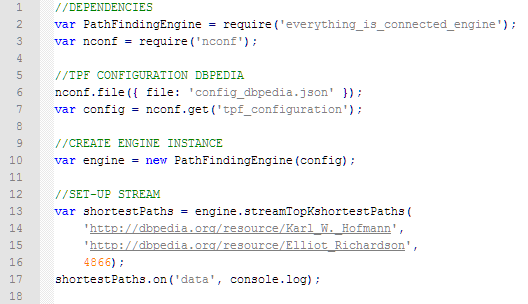 1 //DEPENDENCIES
2 var PathFindingEngine = require('everything_is_connected_engine');
3 var nconf = require('nconf');
4
5 //TPF CONFIGURATION DBPEDIA
6 nconf.file({ file: 'config_dbpedia.json' });
7 var config = nconf.get('tpf_configuration');
8
9 //CREATE ENGINE INSTANCE
10 var engine = new PathFindingEngine(config);
11
12 //SET-UP STREAM
13 var shortestPaths = engine.streamTopKshortestPaths(
14     'http://dbpedia.org/resource/Karl_W._Hofmann',
15     'http://dbpedia.org/resource/Elliot_Richardson',
16     4866);
17 shortestPaths.on('data', console.log);
18